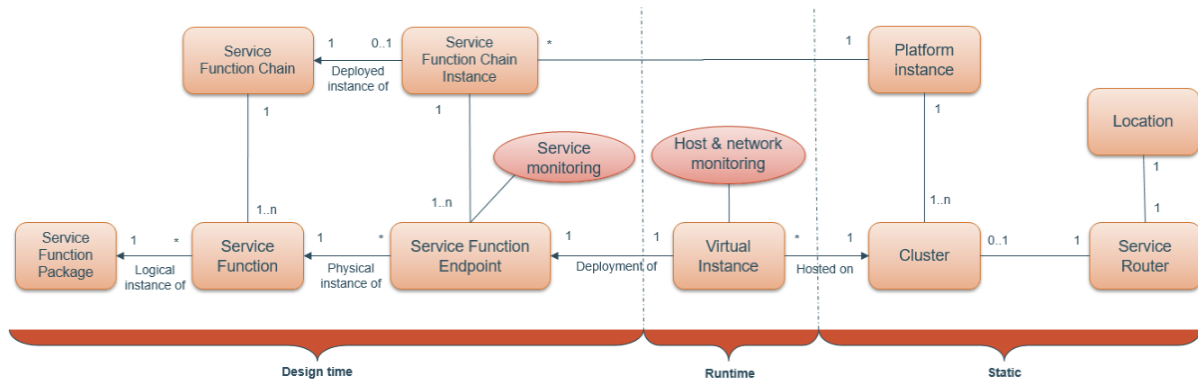 Service
Function Chain
1
0..1
Deployed
instance of
Service
Function Chain
Instance
*
1
Platform
instance
1
1
1
Location
1
Service
monitoring
Host & network
monitoring
1..n
1..n
1..n
1
Service
Function
Package
1
*
Logical
instance of
Service
Function
1
*
Physical
instance of
Service Function
Endpoint
1
1
Deployment of
Virtual
Instance
*
1
Hosted on
Cluster
0..1
1
Service
Router
Design time
Runtime
Static